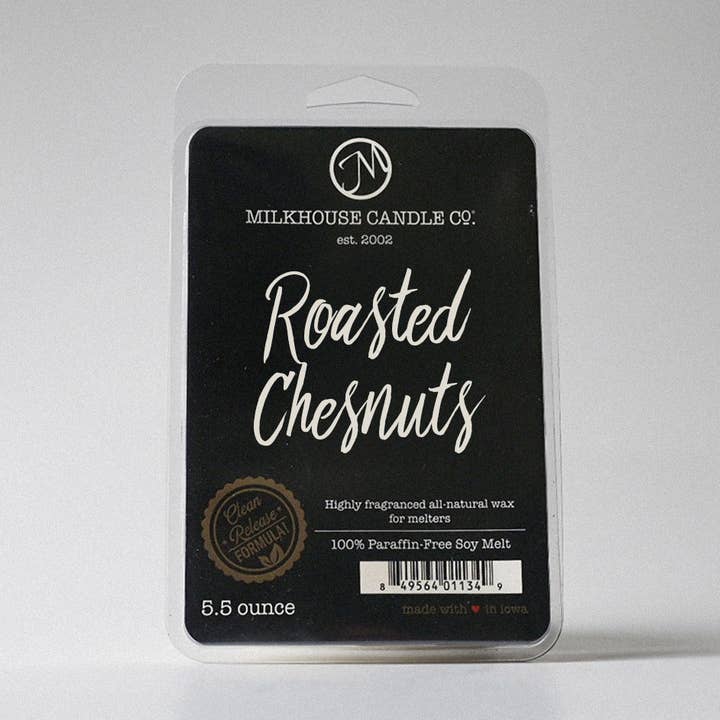 M
MILKHOUSE CANDLE CO.®
est. 2002
Roasted
Chesnuts
Clean
Release
FORMULA!
Highly fragranced all-natural wax
for melters
100% Paraffin-Free Soy Melt
8 49564 01134 9
5.5 ounce
made with ♥ in iowa